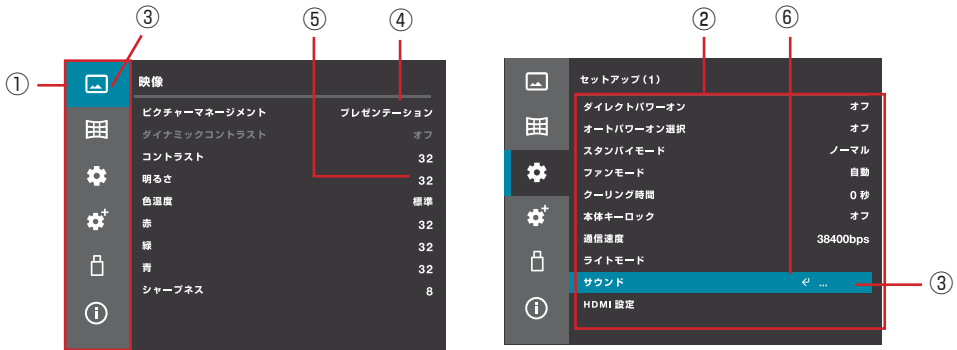 ③ ⑤ ④
①
映像
ピクチャーマネージメント プレゼンテーション
ダイナミックコントラスト オフ
コントラスト 32
明るさ 32
色温度 標準
赤 32
緑 32
青 32
シャープネス 8
② ⑥
セットアップ(1)
ダイレクトパワーオン オフ
オートパワーオン選択 オフ
スタンバイモード ノーマル
ファンモード 自動
クーリング時間 0 秒
本体キーロック オフ
通信速度 38400bps
ライトモード
サウンド ...
③
HDMI 設定